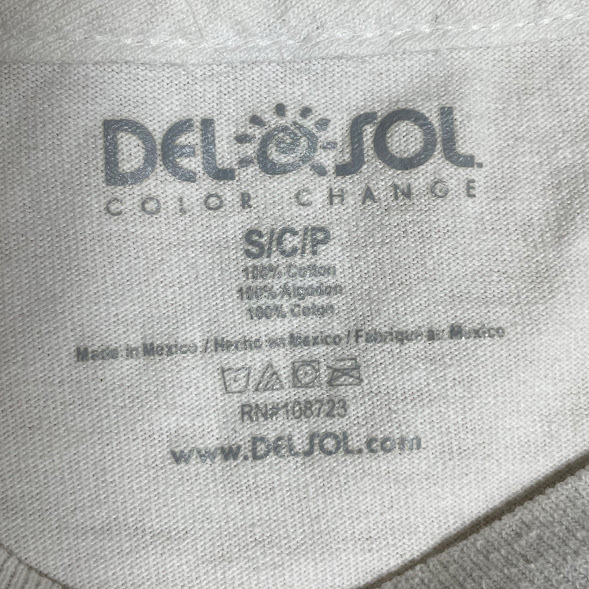 DEL SOL
COLOR CHANGE
S/C/P
100% Cotton
100% Algodon
100% Coton
Made in Mexico / Hecho en Mexico / Fabriqué au Mexico
RN#108723
www.DELSOL.com